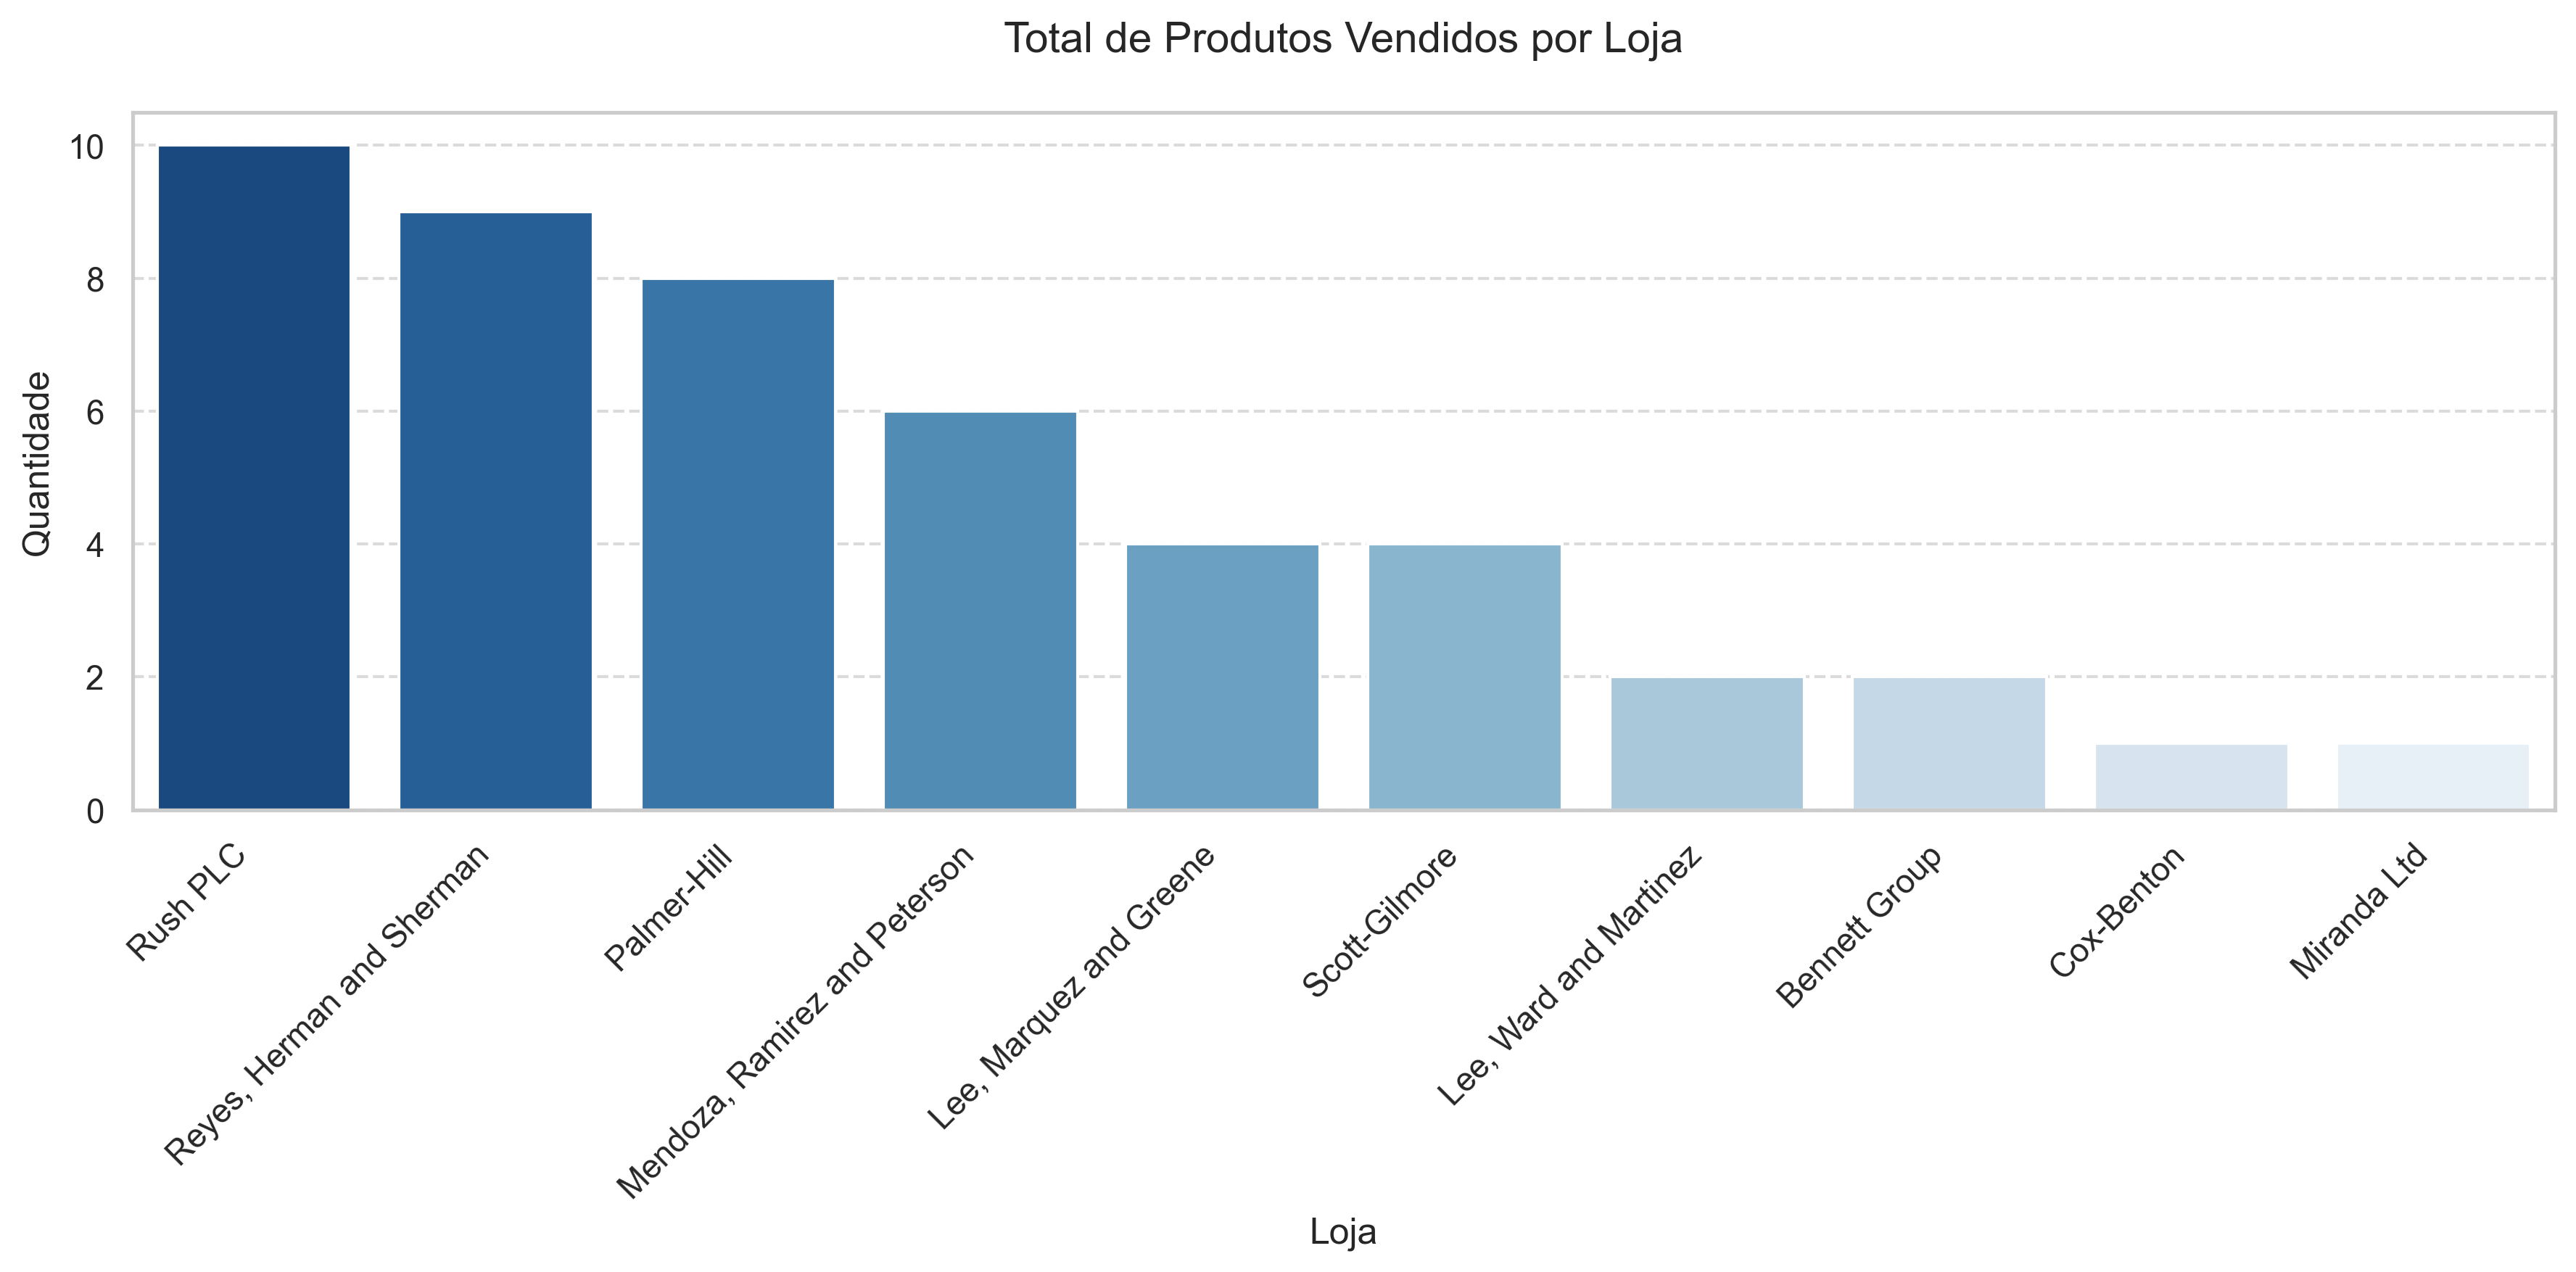 Total de Produtos Vendidos por Loja
Quantidade
10
8
6
4
2
0
Rush PLC
Reyes, Herman and Sherman
Palmer-Hill
Mendoza, Ramirez and Peterson
Lee, Marquez and Greene
Scott-Gilmore
Lee, Ward and Martinez
Bennett Group
Cox-Benton
Miranda Ltd
Loja